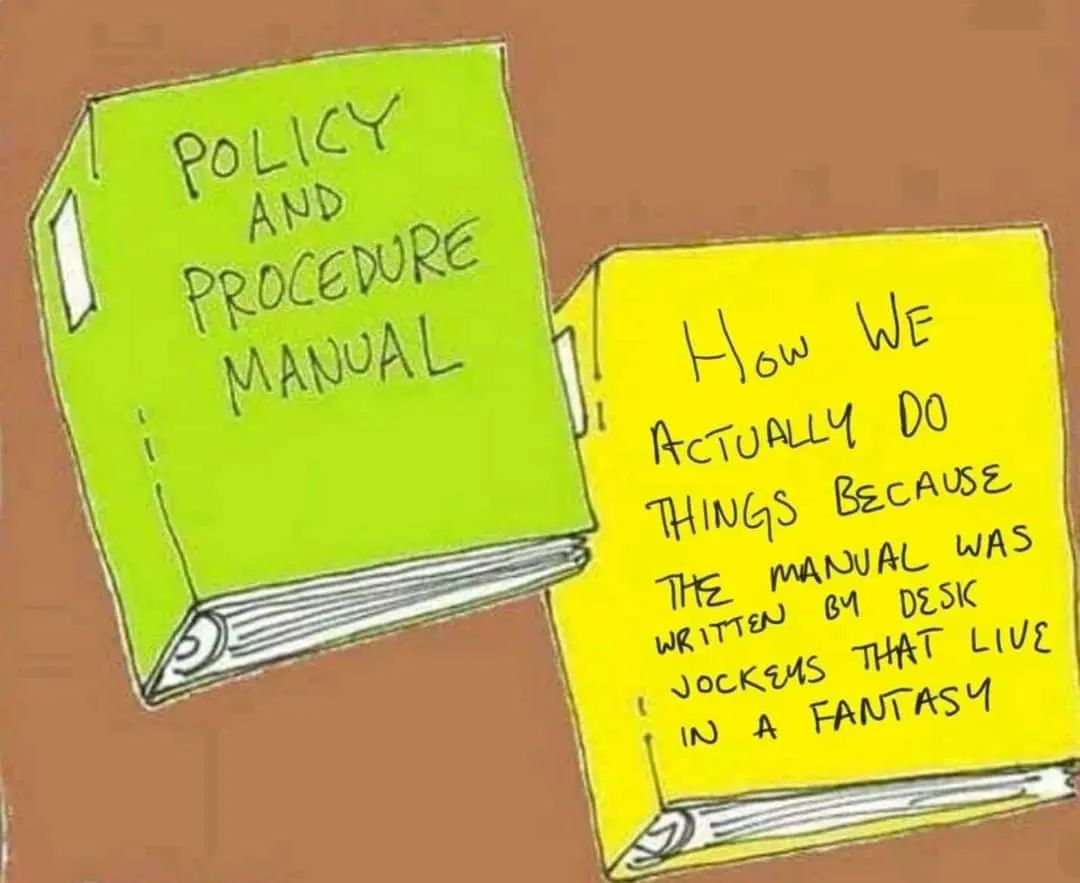 POLICY
AND
PROCEDURE
MANUAL
HOW WE
ACTUALLY DO
THINGS BECAUSE
THE MANUAL WAS
WRITTEN BY DESK
JOCKEYS THAT LIVE
IN A FANTASY